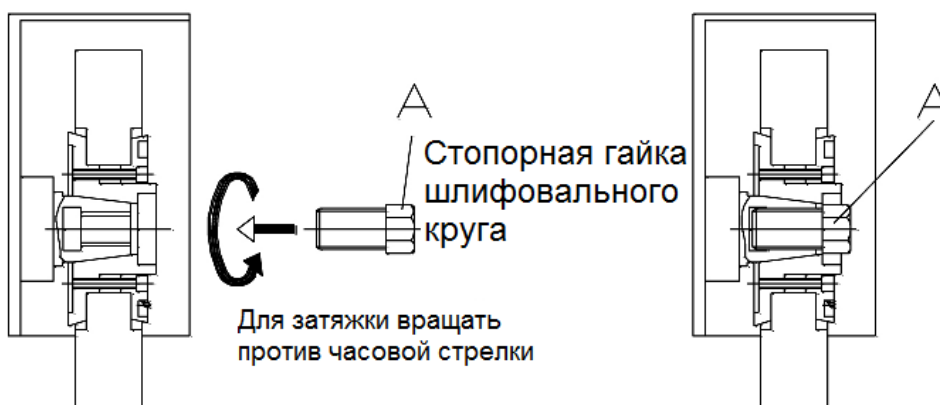 A
A
Стопорная гайка
шлифовального
круга
Для затяжки вращать
против часовой стрелки